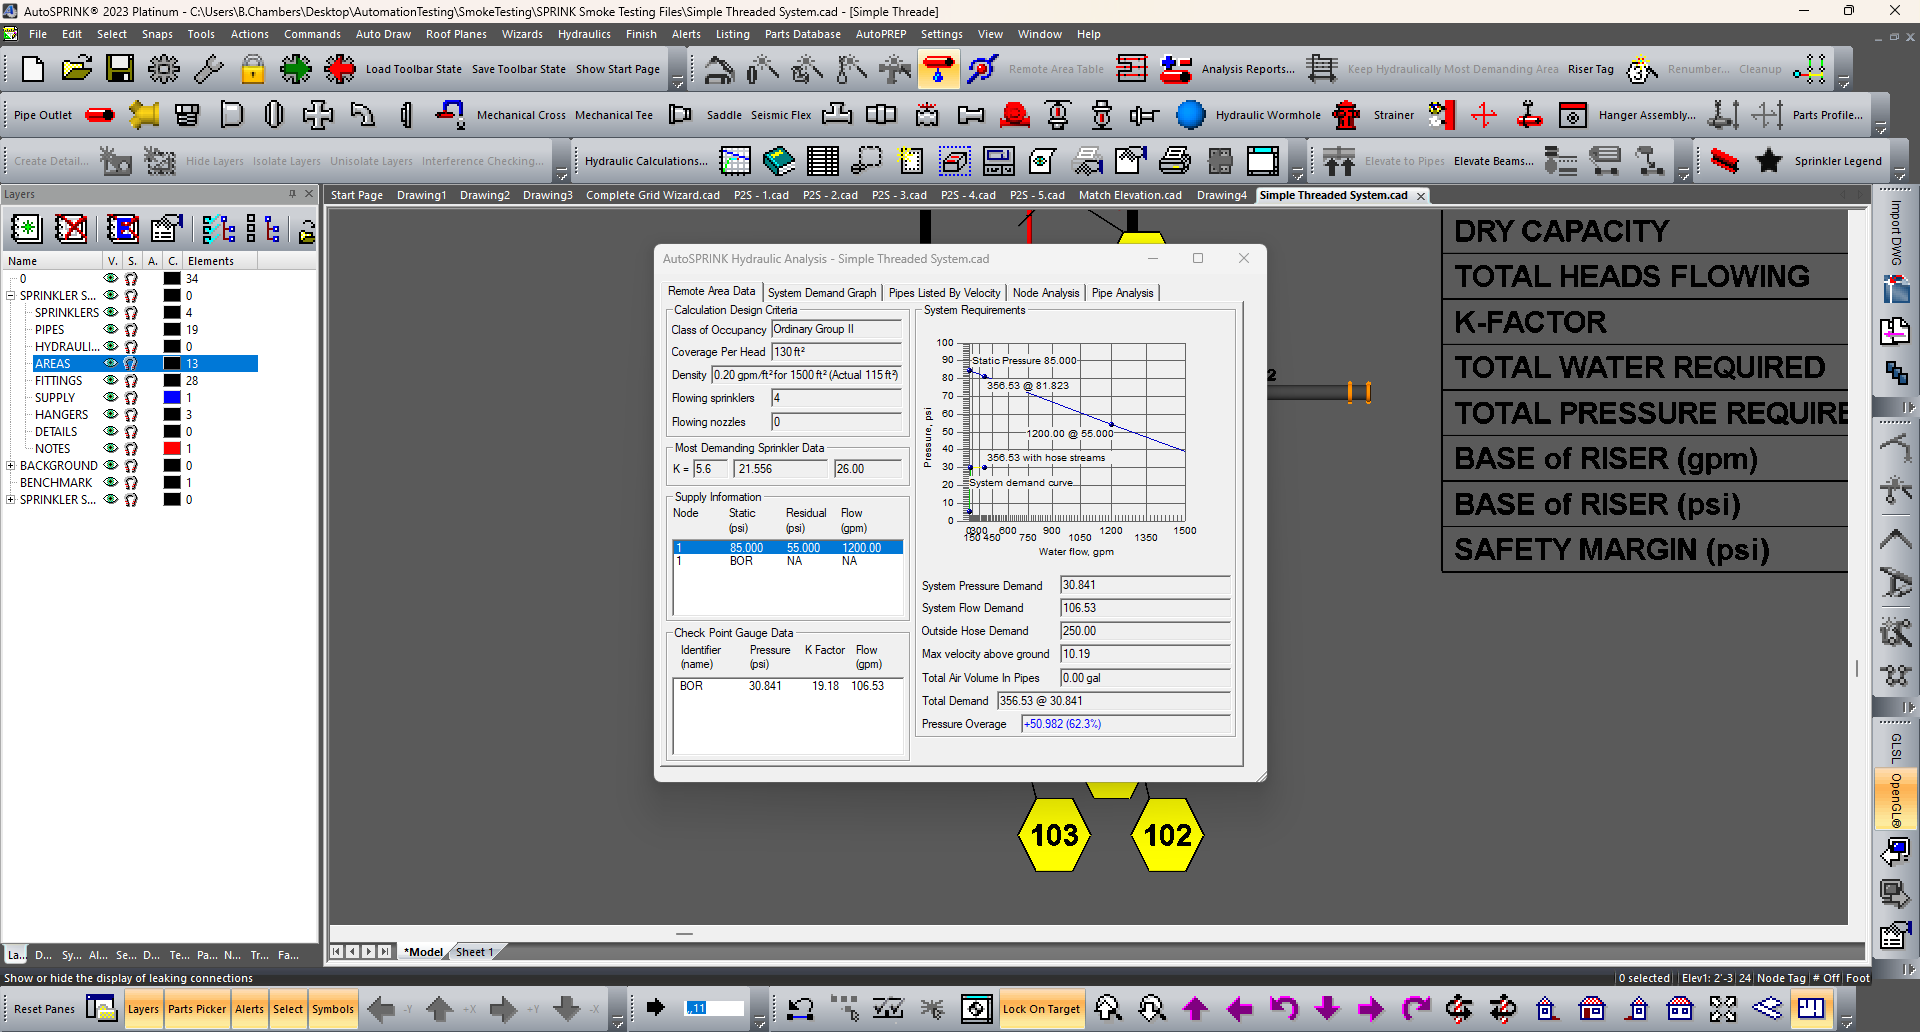 AutoSPRINK® 2023 Platinum - C:\Users\B.Chambers\Desktop\AutomationTesting\SmokeTesting\SPRINK Smoke Testing Files\Simple Threaded System.cad - [Simple Threade]
File Edit Select Snaps Tools Actions Commands Auto Draw Roof Planes Wizards Hydraulics Finish Alerts Listing Parts Database AutoPREP Settings View Window Help
Load Toolbar State Save Toolbar State Show Start Page Remote Area Table Analysis Reports... Keep Hydraulically Most Demanding Area Riser Tag Renumber... Cleanup
Pipe Outlet Mechanical Cross Mechanical Tee Saddle Seismic Flex Hydraulic Wormhole Strainer Hanger Assembly... Parts Profile...
Create Detail... Hide Layers Isolate Layers Unisolate Layers Interference Checking... Hydraulic Calculations... Elevate to Pipes Elevate Beams... Sprinkler Legend
Layers
Start Page Drawing1 Drawing2 Drawing3 Complete Grid Wizard.cad P2S - 1.cad P2S - 2.cad P2S - 3.cad P2S - 4.cad P2S - 5.cad Match Elevation.cad Drawing4 Simple Threaded System.cad
Name V. S. A. C. Elements
0 34
SPRINKLER S... 0
SPRINKLERS 4
PIPES 19
HYDRAULI... 0
AREAS 13
FITTINGS 28
SUPPLY 1
HANGERS 3
DETAILS 0
NOTES 1
BACKGROUND 0
BENCHMARK 1
SPRINKLER S... 0
AutoSPRINK Hydraulic Analysis - Simple Threaded System.cad
Remote Area Data System Demand Graph Pipes Listed By Velocity Node Analysis Pipe Analysis
Calculation Design Criteria
Class of Occupancy Ordinary Group II
Coverage Per Head 130 ft²
Density 0.20 gpm/ft² for 1500 ft² (Actual 115 ft²)
Flowing sprinklers 4
Flowing nozzles 0
Most Demanding Sprinkler Data
K = 5.6 21.556 26.00
Supply Information
Node Static Residual Flow
(psi) (psi) (gpm)
1 85.000 55.000 1200.00
1 BOR NA NA
Check Point Gauge Data
Identifier Pressure K Factor Flow
(name) (psi) (gpm)
BOR 30.841 19.18 106.53
System Requirements
100
90
80
70
60
50
40
30
20
10
0
Pressure, psi
Static Pressure 85.000
356.53 @ 81.823
1200.00 @ 55.000
356.53 with hose streams
System demand curve
0 300 600 900 1200 1500
150 450 750 1050 1350
Water flow, gpm
System Pressure Demand 30.841
System Flow Demand 106.53
Outside Hose Demand 250.00
Max velocity above ground 10.19
Total Air Volume In Pipes 0.00 gal
Total Demand 356.53 @ 30.841
Pressure Overage +50.982 (62.3%)
2
103
102
DRY CAPACITY
TOTAL HEADS FLOWING
K-FACTOR
TOTAL WATER REQUIRED
TOTAL PRESSURE REQUIRE
BASE of RISER (gpm)
BASE of RISER (psi)
SAFETY MARGIN (psi)
Import DWG
GLSL
OpenGL®
La... D... Sy... Al... Se... D... Te... Pa... N... Tr... Fa...
*Model Sheet 1
Show or hide the display of leaking connections
0 selected Elev1: 2'-3 24 Node Tag # Off Foot
Reset Panes Layers Parts Picker Alerts Select Symbols -Y +X +Y -X ,,11 Lock On Target